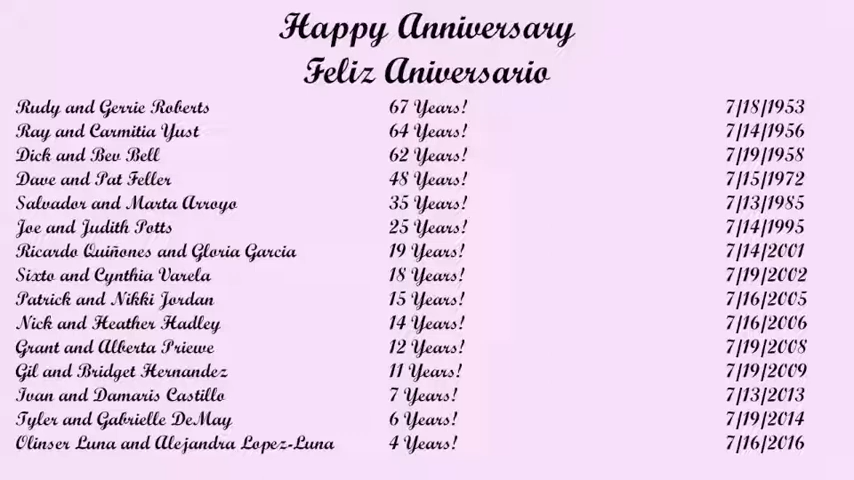 Happy Anniversary
Feliz Aniversario
Rudy and Gerrie Roberts 67 Years! 7/18/1953
Ray and Carmitia Yust 64 Years! 7/14/1956
Dick and Bev Bell 62 Years! 7/19/1958
Dave and Pat Feller 48 Years! 7/15/1972
Salvador and Marta Arroyo 35 Years! 7/13/1985
Joe and Judith Potts 25 Years! 7/14/1995
Ricardo Quiñones and Gloria Garcia 19 Years! 7/14/2001
Sixto and Cynthia Varela 18 Years! 7/19/2002
Patrick and Nikki Jordan 15 Years! 7/16/2005
Nick and Heather Hadley 14 Years! 7/16/2006
Grant and Alberta Priewe 12 Years! 7/19/2008
Gil and Bridget Hernandez 11 Years! 7/19/2009
Ivan and Damaris Castillo 7 Years! 7/13/2013
Tyler and Gabrielle DeMay 6 Years! 7/19/2014
Olinser Luna and Alejandra Lopez-Luna 4 Years! 7/16/2016